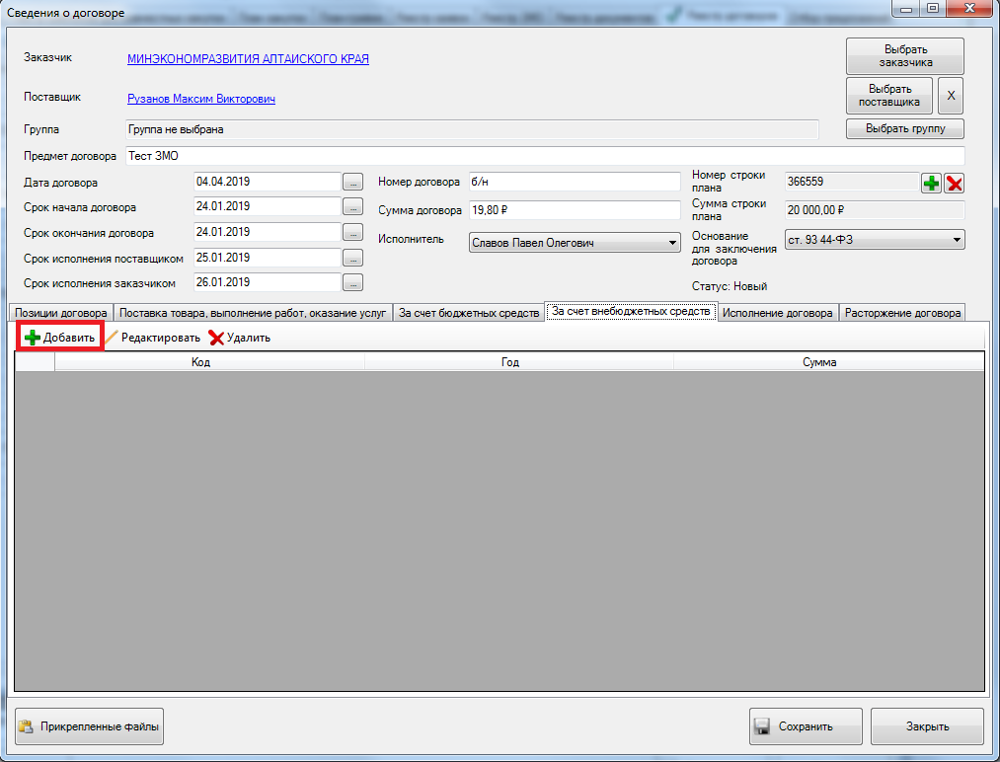 Сведения о договоре
Заказчик
МИНЭКОНОМРАЗВИТИЯ АЛТАЙСКОГО КРАЯ
Выбрать
заказчика
Поставщик
Рузанов Максим Викторович
Выбрать
поставщика
X
Группа
Группа не выбрана
Выбрать группу
Предмет договора
Тест ЗМО
Дата договора
04.04.2019
...
Номер договора
б/н
Номер строки
плана
366559
Срок начала договора
24.01.2019
...
Сумма договора
19,80 ₽
Сумма строки
плана
20 000,00 ₽
Срок окончания договора
24.01.2019
...
Исполнитель
Славов Павел Олегович
Основание
для заключения
договора
ст. 93 44-ФЗ
Срок исполнения поставщиком
25.01.2019
...
Срок исполнения заказчиком
26.01.2019
...
Статус: Новый
Позиции договора
Поставка товара, выполнение работ, оказание услуг
За счет бюджетных средств
За счет внебюджетных средств
Исполнение договора
Расторжение договора
Добавить
Редактировать
Удалить
Код
Год
Сумма
Прикрепленные файлы
Сохранить
Закрыть